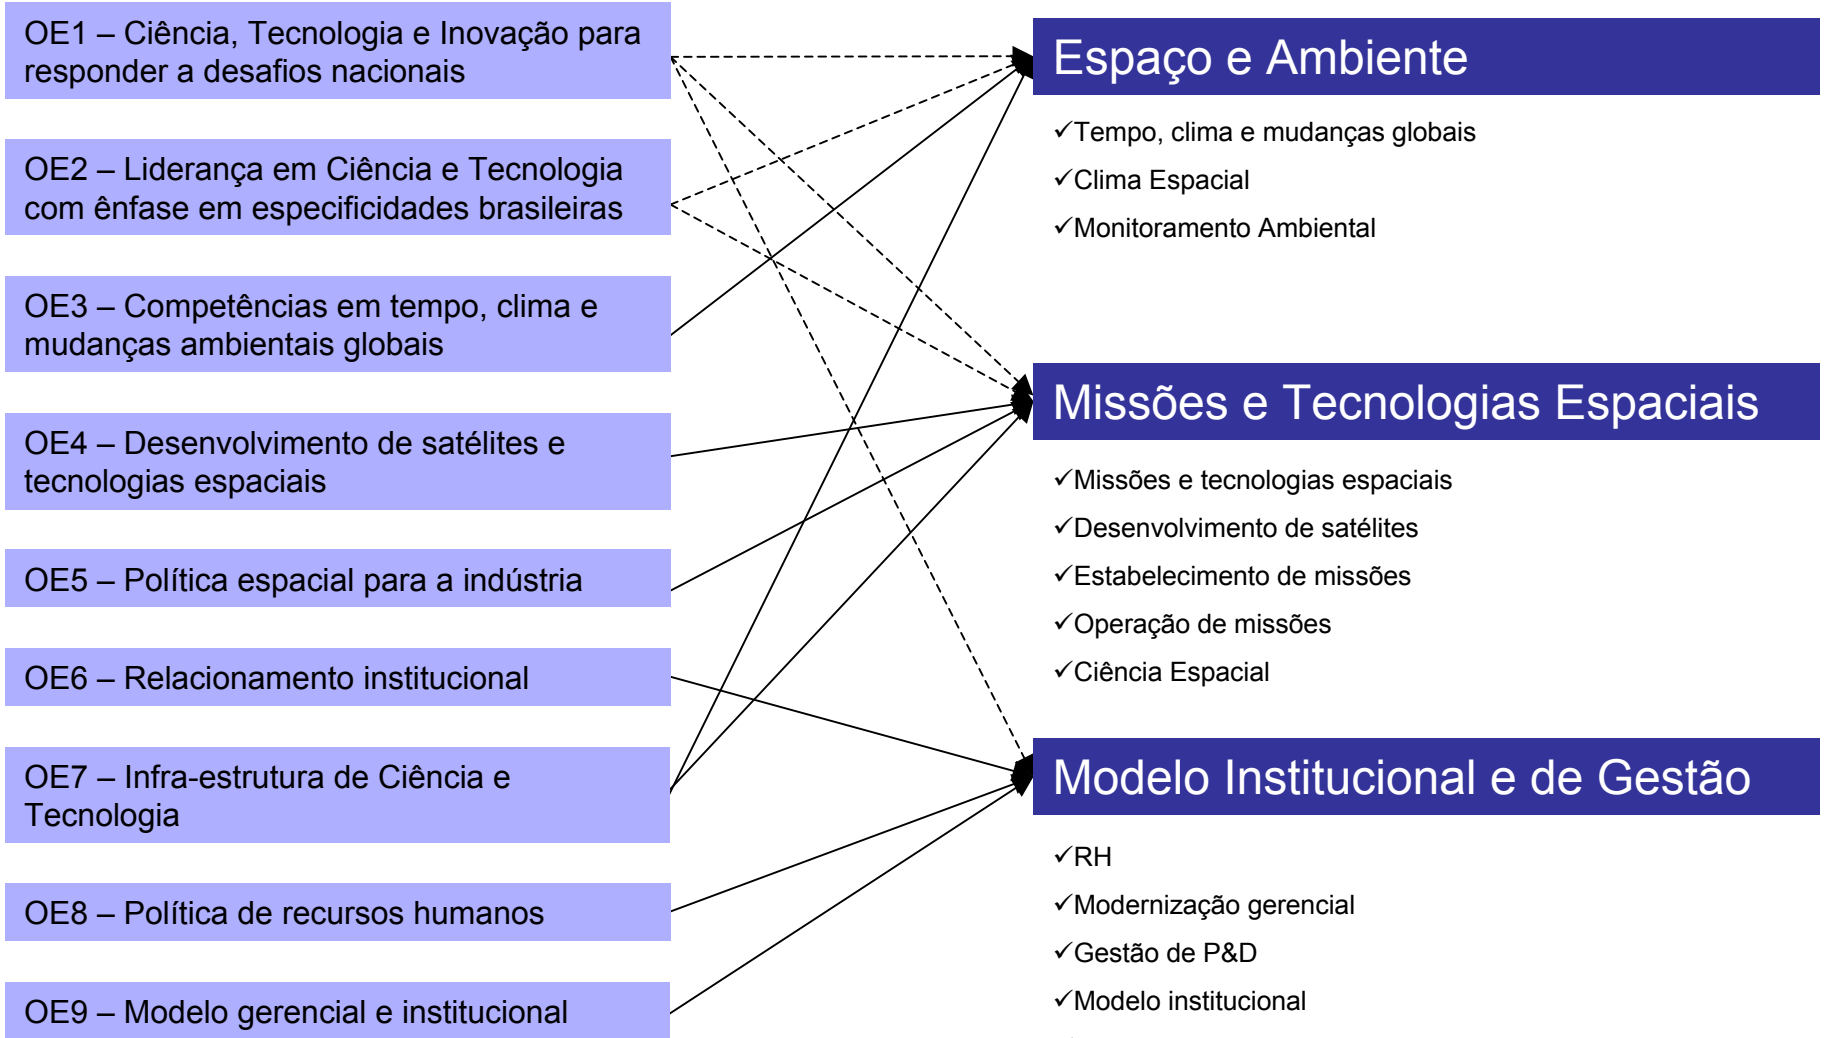 OE1 – Ciência, Tecnologia e Inovação para
responder a desafios nacionais
OE2 – Liderança em Ciência e Tecnologia
com ênfase em especificidades brasileiras
OE3 – Competências em tempo, clima e
mudanças ambientais globais
OE4 – Desenvolvimento de satélites e
tecnologias espaciais
OE5 – Política espacial para a indústria
OE6 – Relacionamento institucional
OE7 – Infra-estrutura de Ciência e
Tecnologia
OE8 – Política de recursos humanos
OE9 – Modelo gerencial e institucional
Espaço e Ambiente
✓Tempo, clima e mudanças globais
✓Clima Espacial
✓Monitoramento Ambiental
Missões e Tecnologias Espaciais
✓Missões e tecnologias espaciais
✓Desenvolvimento de satélites
✓Estabelecimento de missões
✓Operação de missões
✓Ciência Espacial
Modelo Institucional e de Gestão
✓RH
✓Modernização gerencial
✓Gestão de P&D
✓Modelo institucional